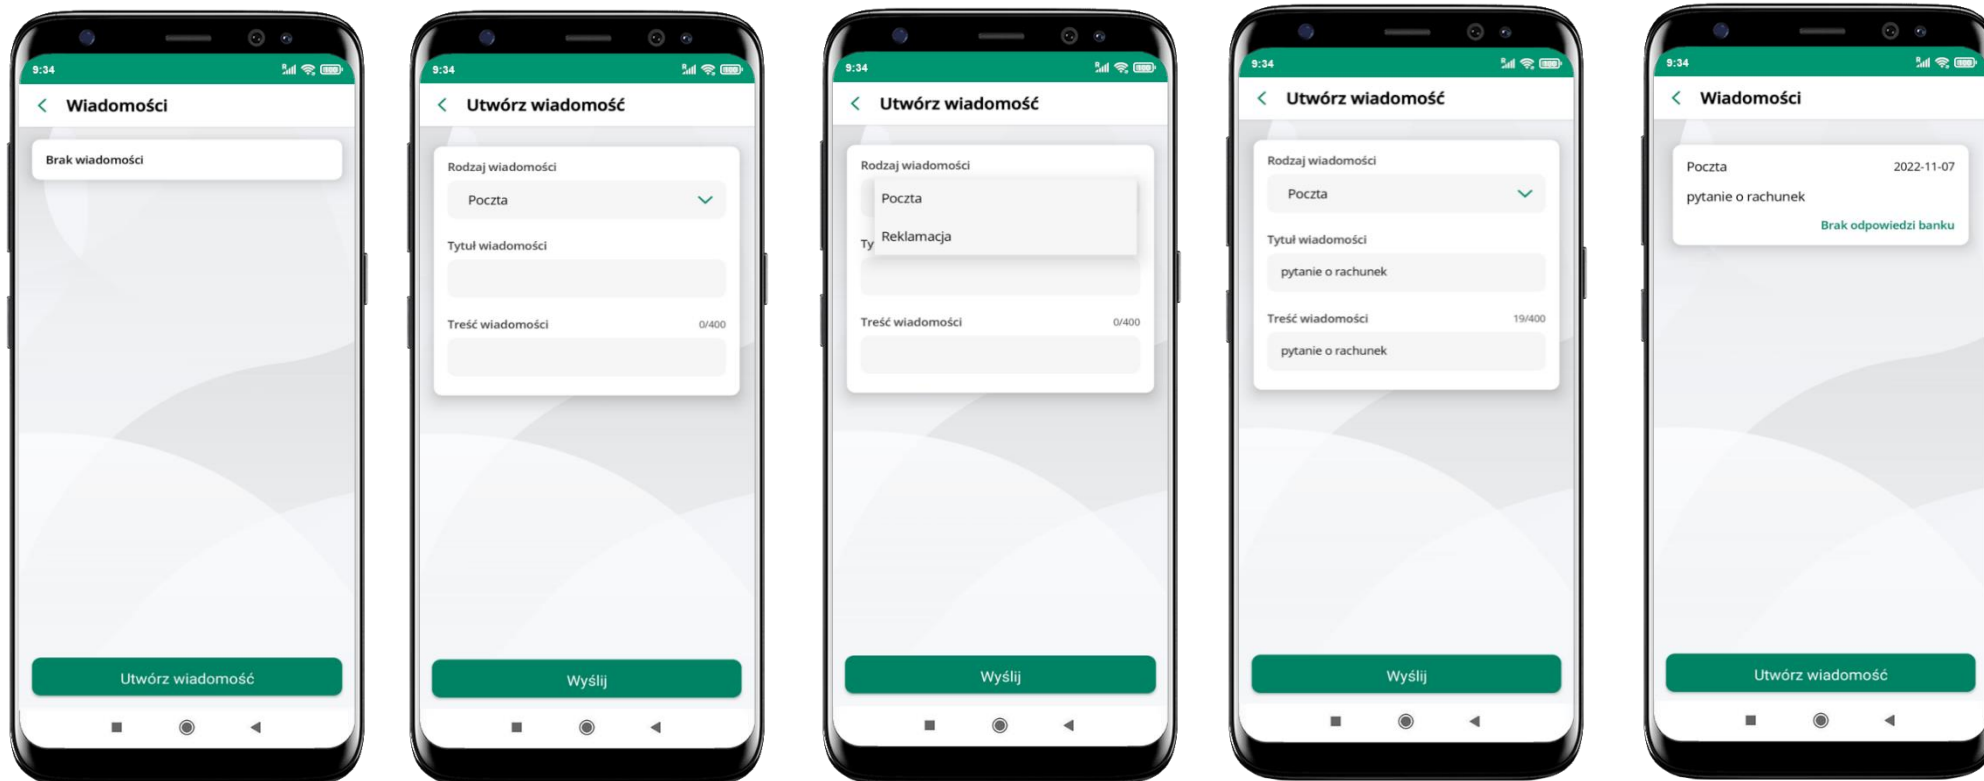 9:34
Wiadomości
Brak wiadomości
Utwórz wiadomość
9:34
Utwórz wiadomość
Rodzaj wiadomości
Poczta
Tytuł wiadomości
Treść wiadomości 0/400
Wyślij
9:34
Utwórz wiadomość
Rodzaj wiadomości
Poczta
Reklamacja
Ty
Treść wiadomości 0/400
Wyślij
9:34
Utwórz wiadomość
Rodzaj wiadomości
Poczta
Tytuł wiadomości
pytanie o rachunek
Treść wiadomości 19/400
pytanie o rachunek
Wyślij
9:34
Wiadomości
Poczta 2022-11-07
pytanie o rachunek
Brak odpowiedzi banku
Utwórz wiadomość